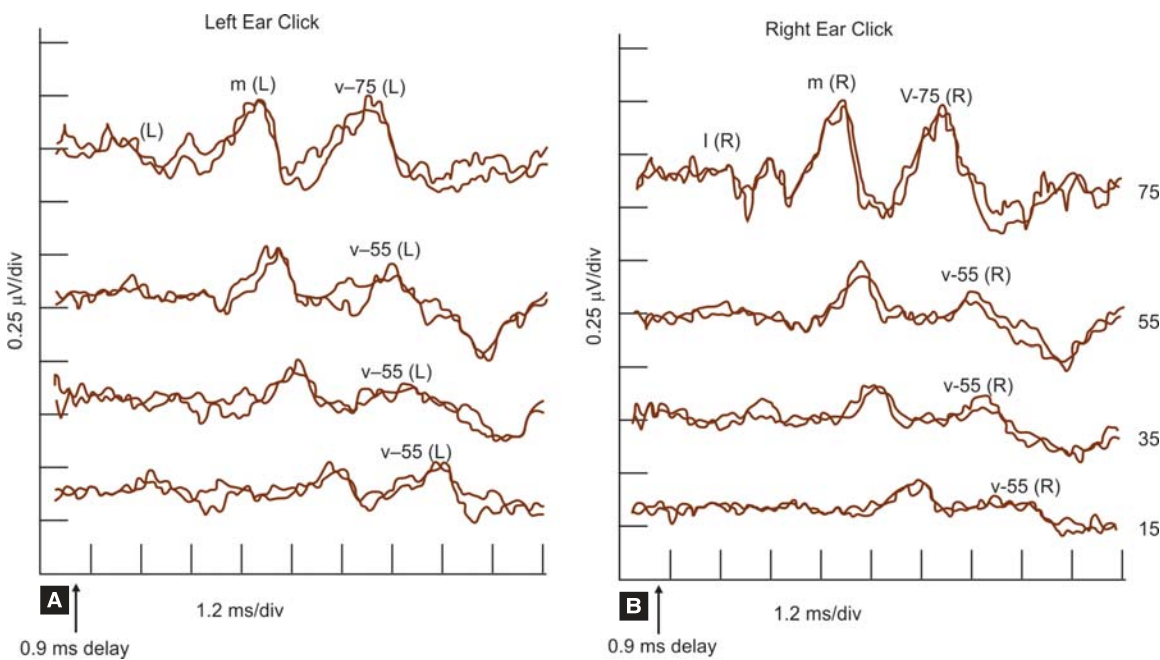 Left Ear Click
m (L)
v–75 (L)
(L)
v–55 (L)
v–55 (L)
v–55 (L)
0.25 µV/div
A
1.2 ms/div
0.9 ms delay
Right Ear Click
m (R)
V-75 (R)
I (R)
75
v-55 (R)
55
v-55 (R)
35
v-55 (R)
15
0.25 µV/div
B
1.2 ms/div
0.9 ms delay